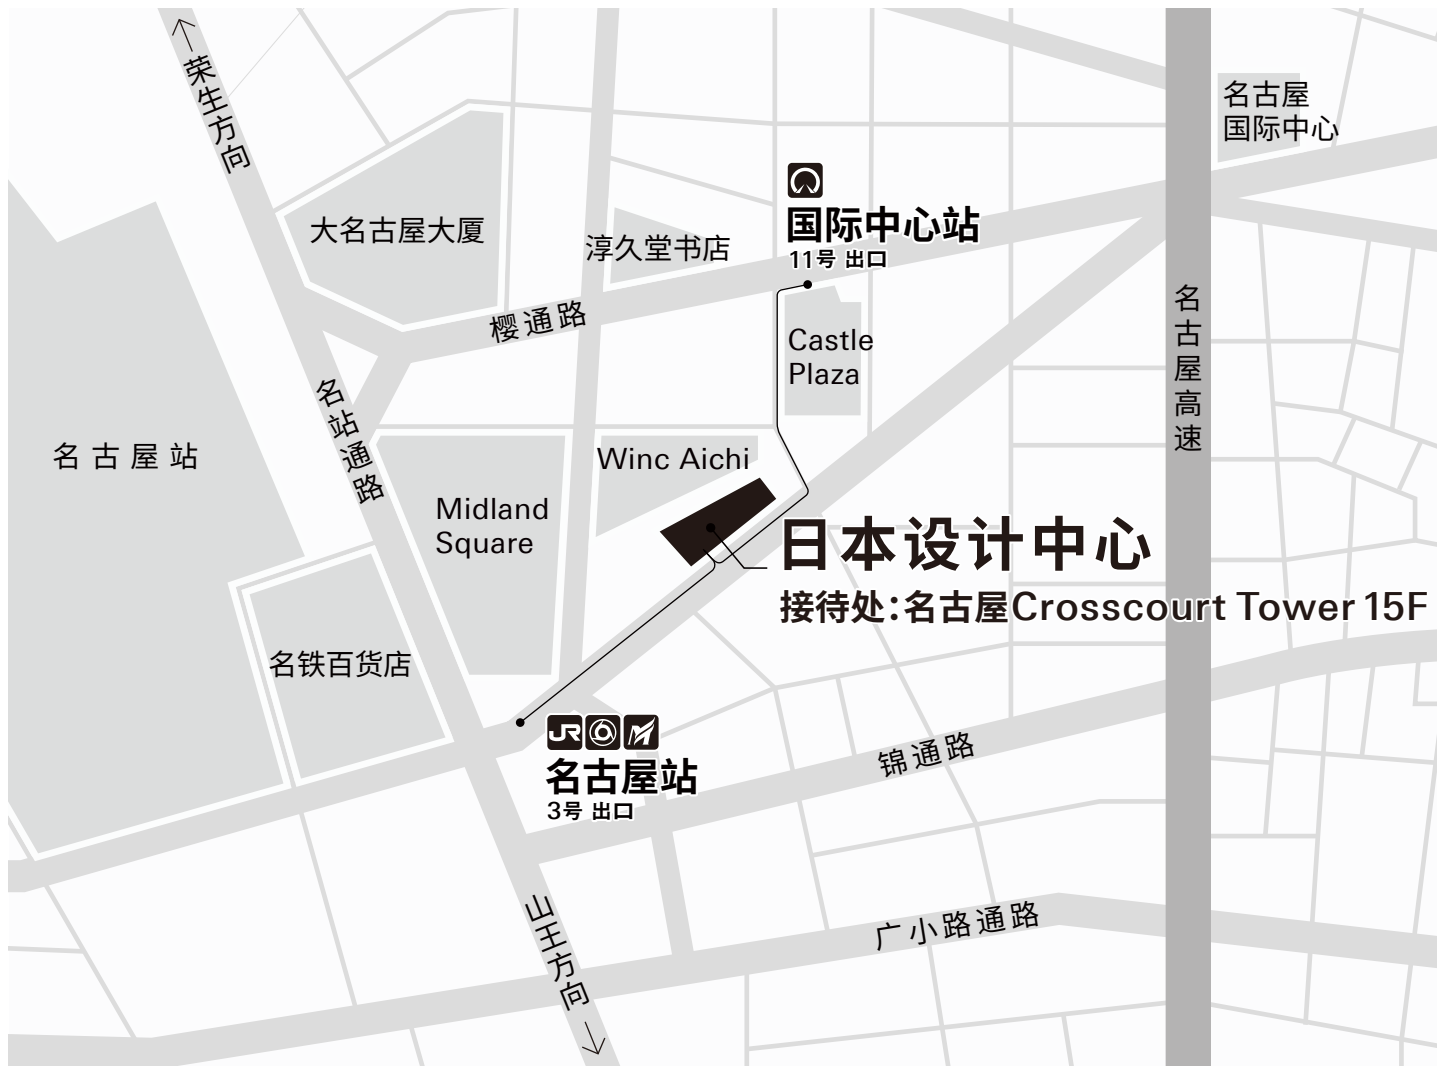 荣生方向
名古屋
国际中心
大名古屋大厦
淳久堂书店
国际中心站
11号 出口
樱通路
名古屋高速
Castle
Plaza
名站通路
名古屋站
Winc Aichi
Midland
Square
日本设计中心
接待处:名古屋Crosscourt Tower 15F
名铁百货店
JR
名古屋站
3号 出口
锦通路
山王方向
广小路通路